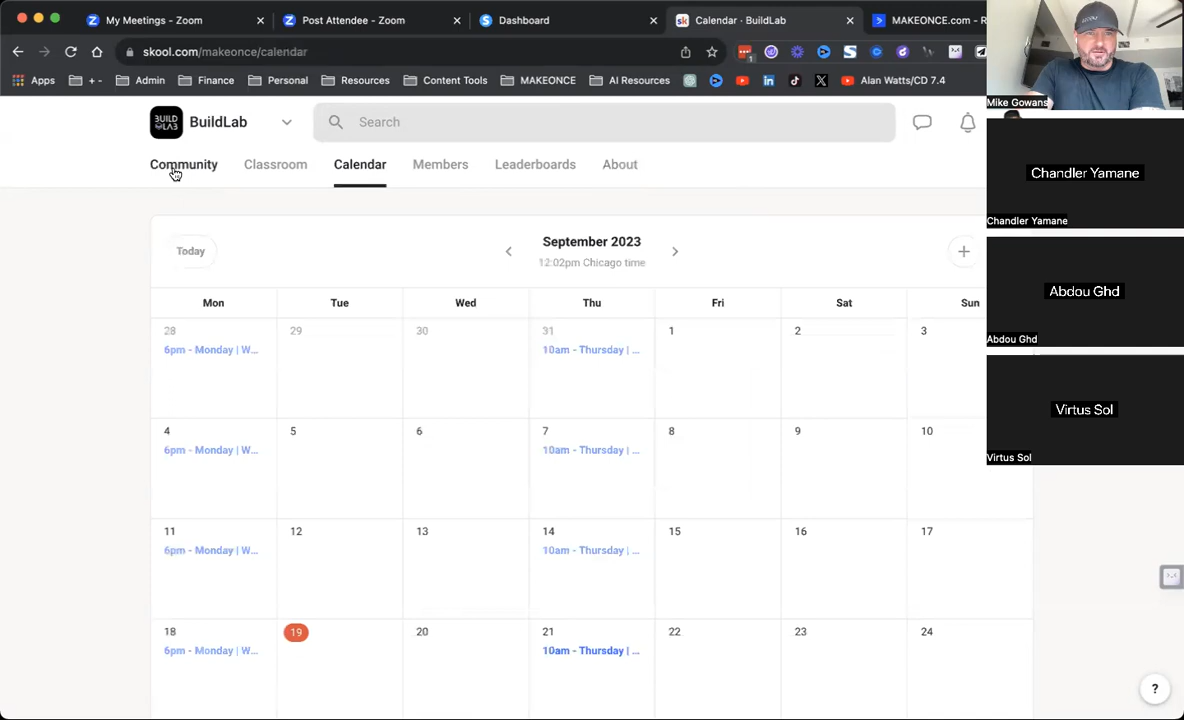 My Meetings - Zoom
Post Attendee - Zoom
Dashboard
Calendar · BuildLab
MAKEONCE.com - R
skool.com/makeonce/calendar
Apps
+ -
Admin
Finance
Personal
Resources
Content Tools
MAKEONCE
AI Resources
Alan Watts/CD 7.4
BUILD LAB
BuildLab
Search
Community
Classroom
Calendar
Members
Leaderboards
About
Today
September 2023
12:02pm Chicago time
Mon
Tue
Wed
Thu
Fri
Sat
Sun
28
29
30
31
1
2
3
6pm - Monday | W...
10am - Thursday | ...
4
5
6
7
8
9
10
6pm - Monday | W...
10am - Thursday | ...
11
12
13
14
15
16
17
6pm - Monday | W...
10am - Thursday | ...
18
19
20
21
22
23
24
6pm - Monday | W...
10am - Thursday | ...
?
Mike Gowans
Chandler Yamane
Chandler Yamane
Abdou Ghd
Abdou Ghd
Virtus Sol
Virtus Sol